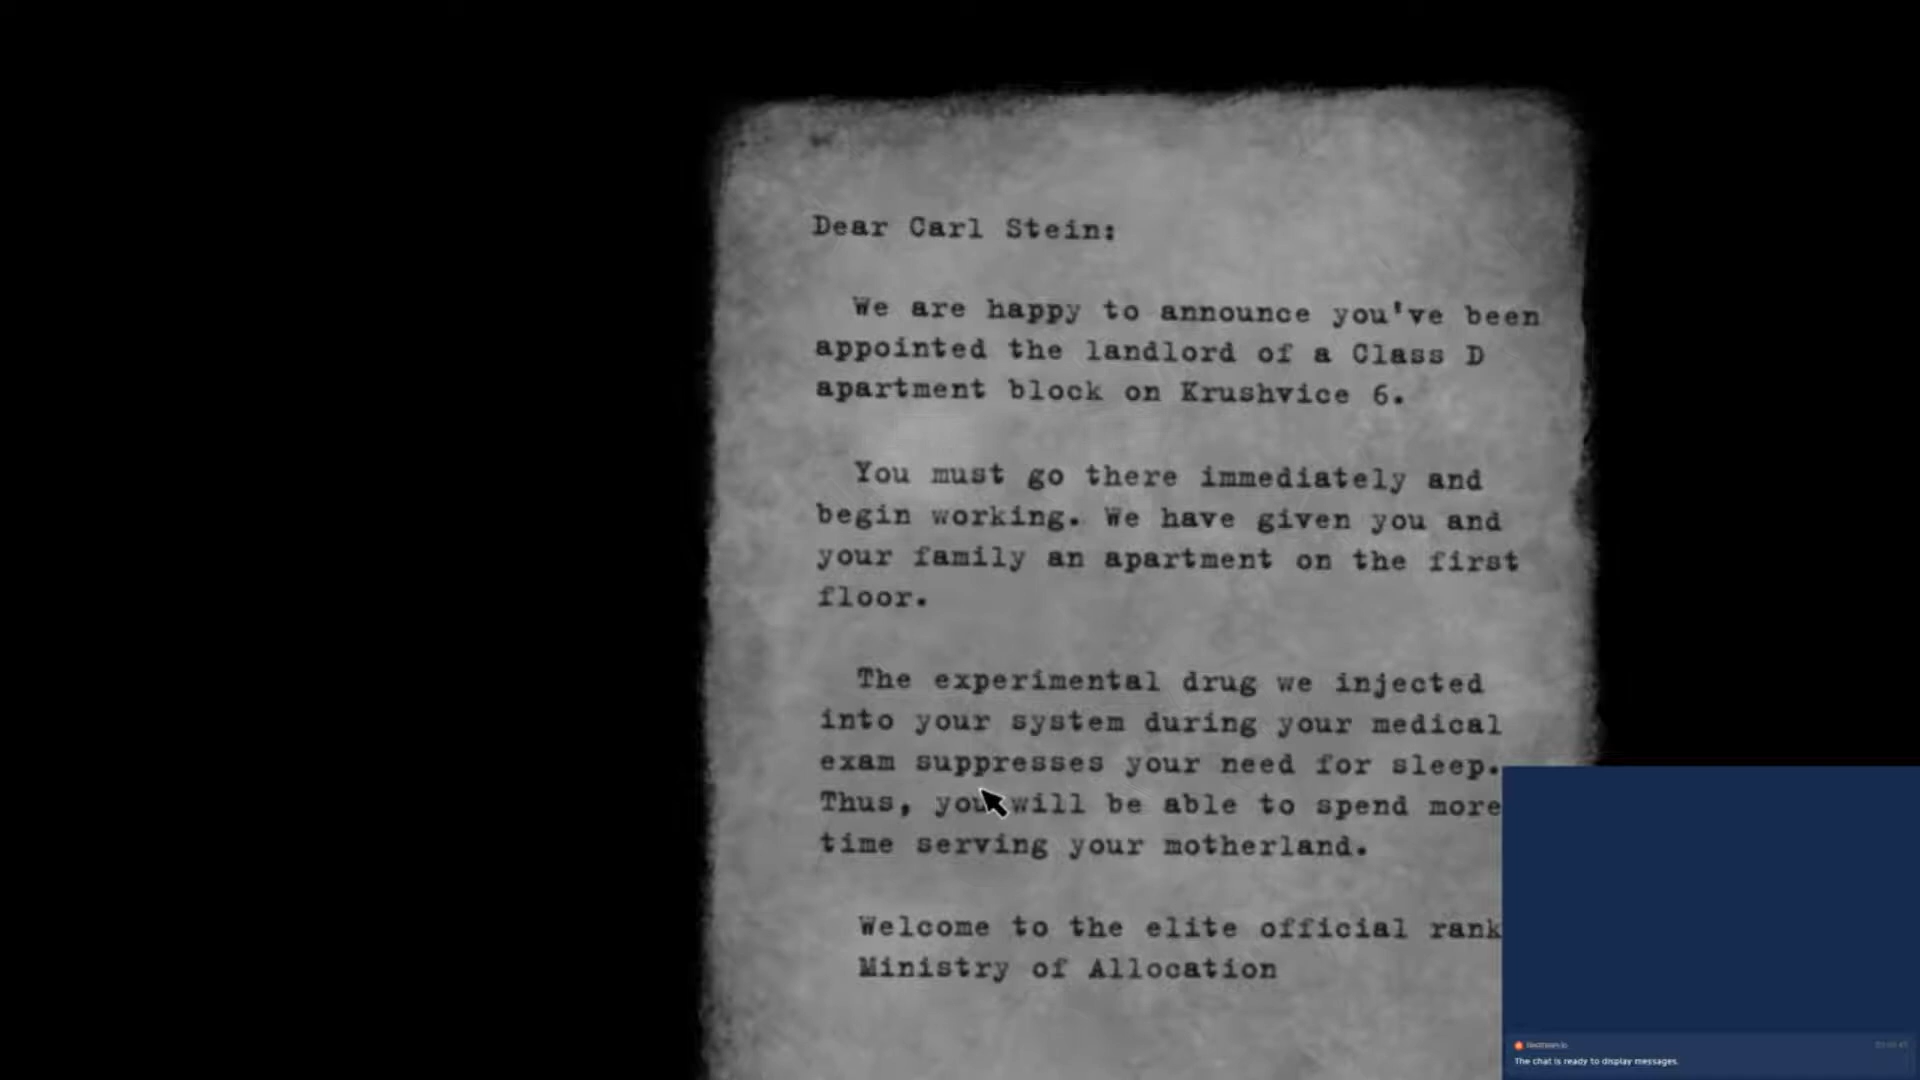 Dear Carl Stein:
We are happy to announce you've been
appointed the landlord of a Class D
apartment block on Krushvice 6.
You must go there immediately and
begin working. We have given you and
your family an apartment on the first
floor.
The experimental drug we injected
into your system during your medical
exam suppresses your need for sleep.
Thus, you will be able to spend more
time serving your motherland.
Welcome to the elite official rank
Ministry of Allocation
The chat is ready to display messages.